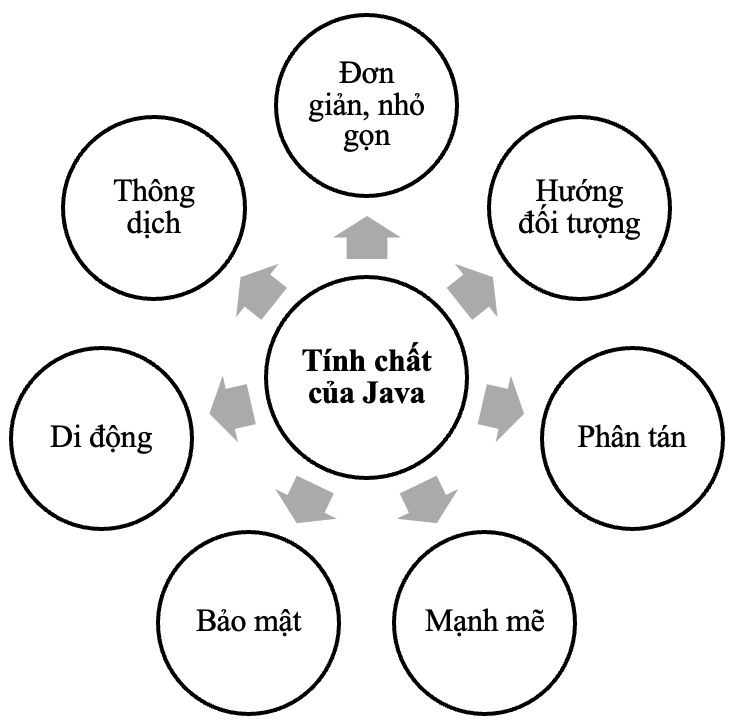 Đơn
giản, nhỏ
gọn
Hướng
đối tượng
Phân tán
Mạnh mẽ
Bảo mật
Di động
Thông
dịch
Tính chất
của Java